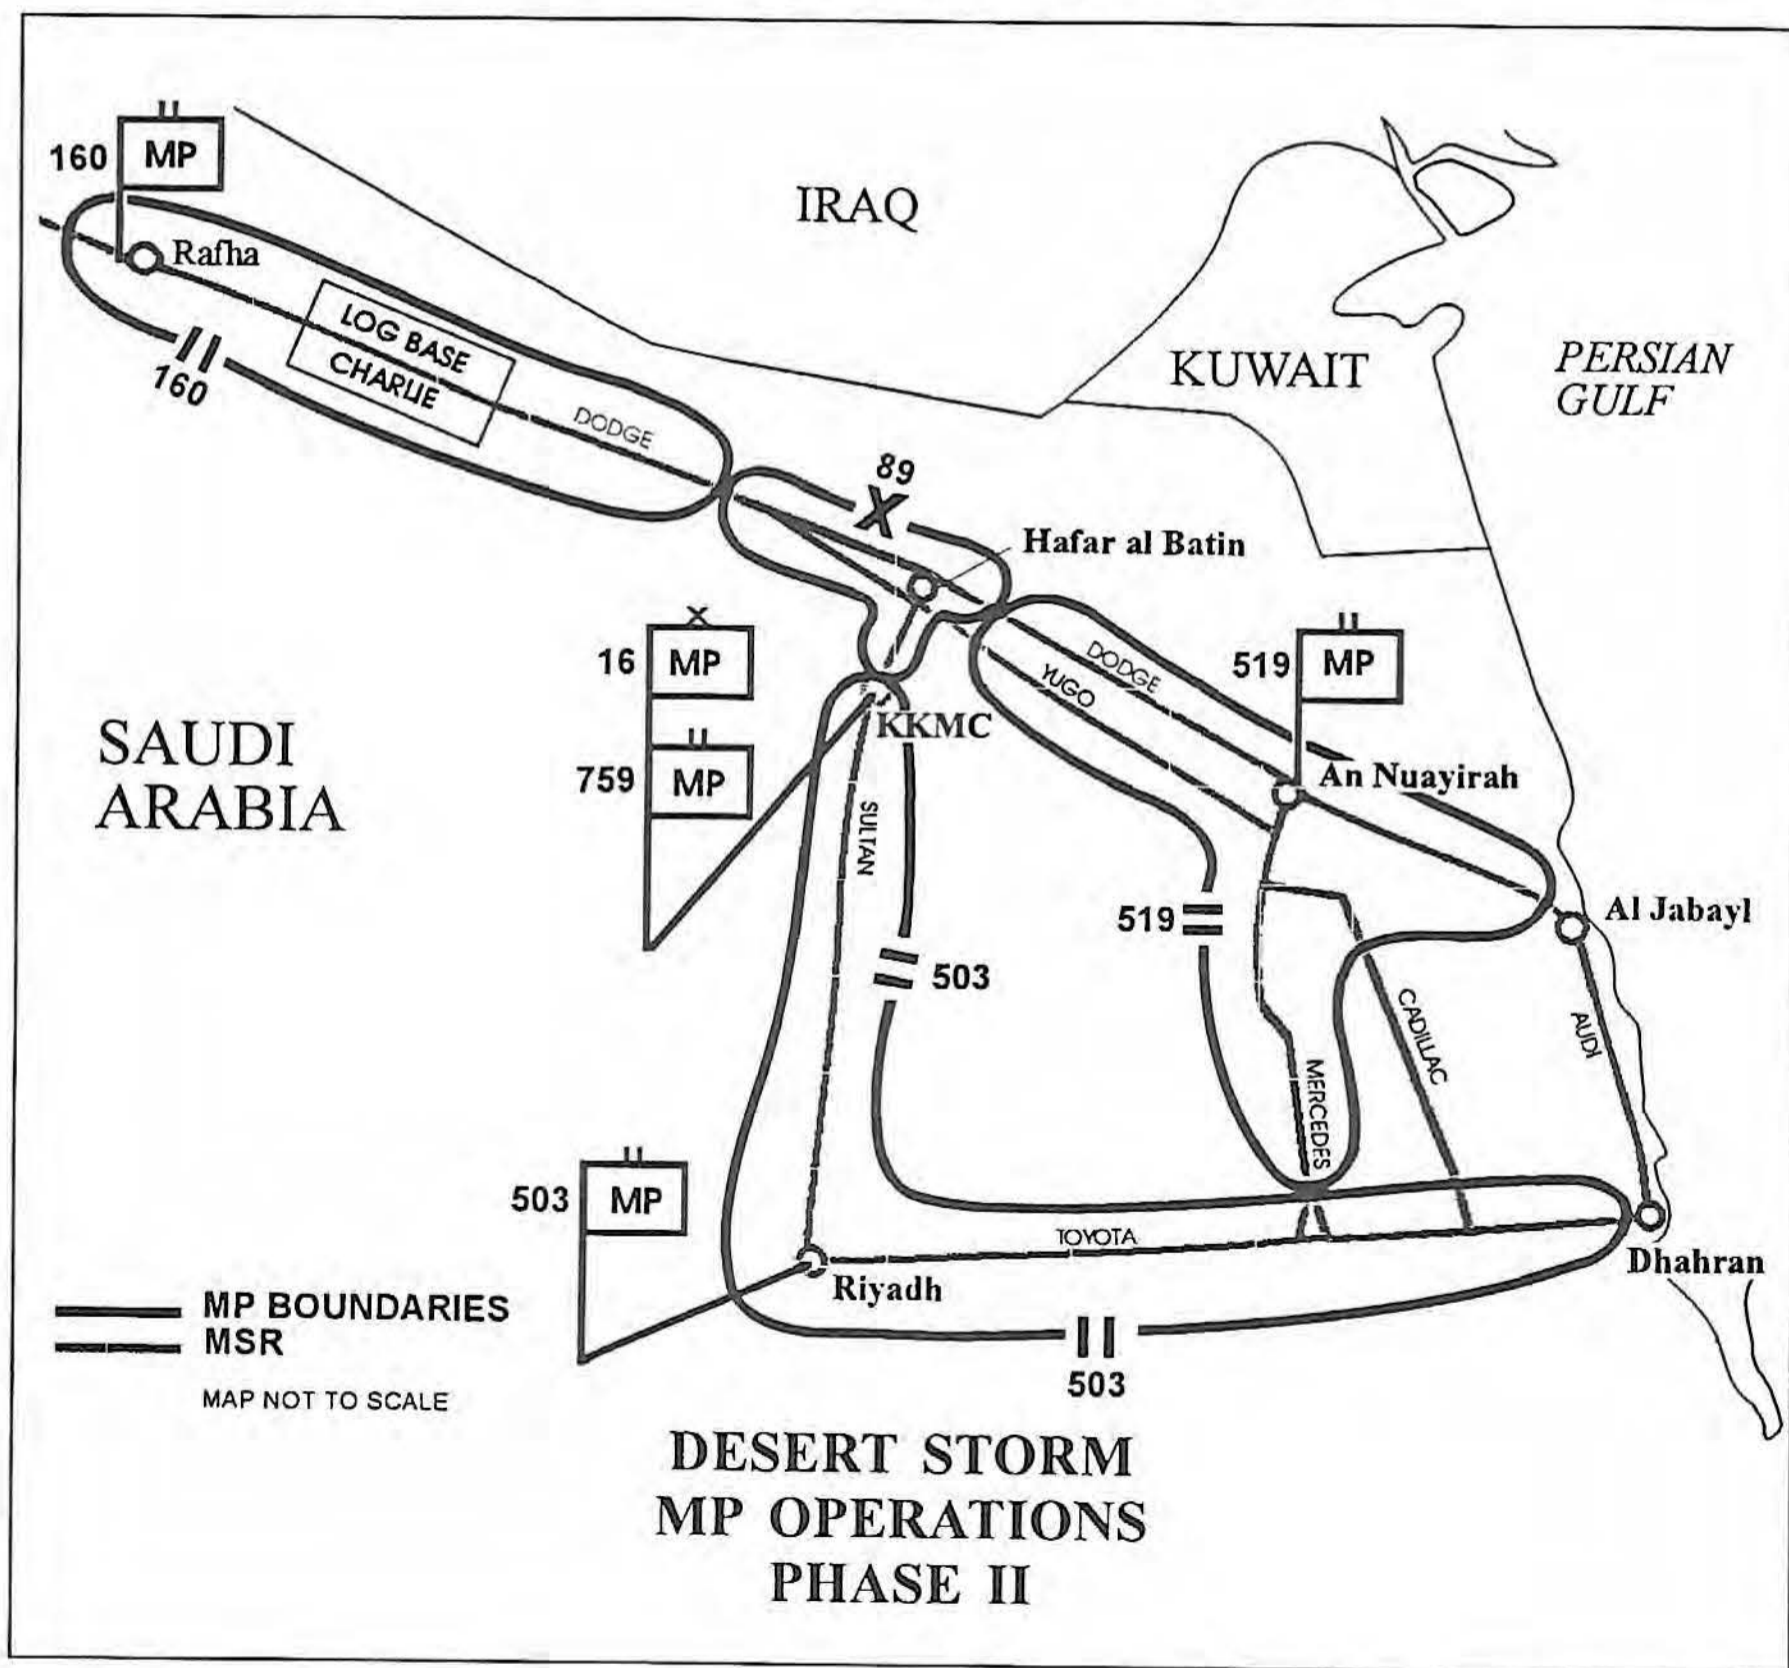 160
MP
Rafha
160
LOG BASE
CHARLIE
DODGE
IRAQ
KUWAIT
PERSIAN
GULF
89
X
Hafar al Batin
16
MP
759
MP
KKMC
DODGE
YUGO
519
MP
An Nuayirah
SAUDI
ARABIA
SULTAN
519
Al Jabayl
503
CADILLAC
AUDI
MERCEDES
503
MP
TOYOTA
Riyadh
Dhahran
503
MP BOUNDARIES
MSR
MAP NOT TO SCALE
DESERT STORM
MP OPERATIONS
PHASE II